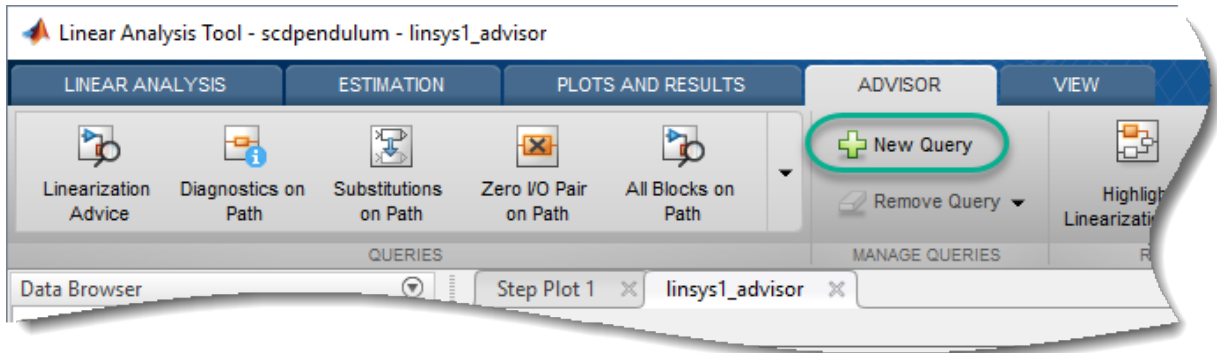 Linear Analysis Tool - scdpendulum - linsys1_advisor
LINEAR ANALYSIS ESTIMATION PLOTS AND RESULTS ADVISOR VIEW
Linearization Advice
Diagnostics on Path
Substitutions on Path
Zero I/O Pair on Path
All Blocks on Path
New Query
Remove Query
QUERIES
MANAGE QUERIES
Data Browser
Step Plot 1
linsys1_advisor